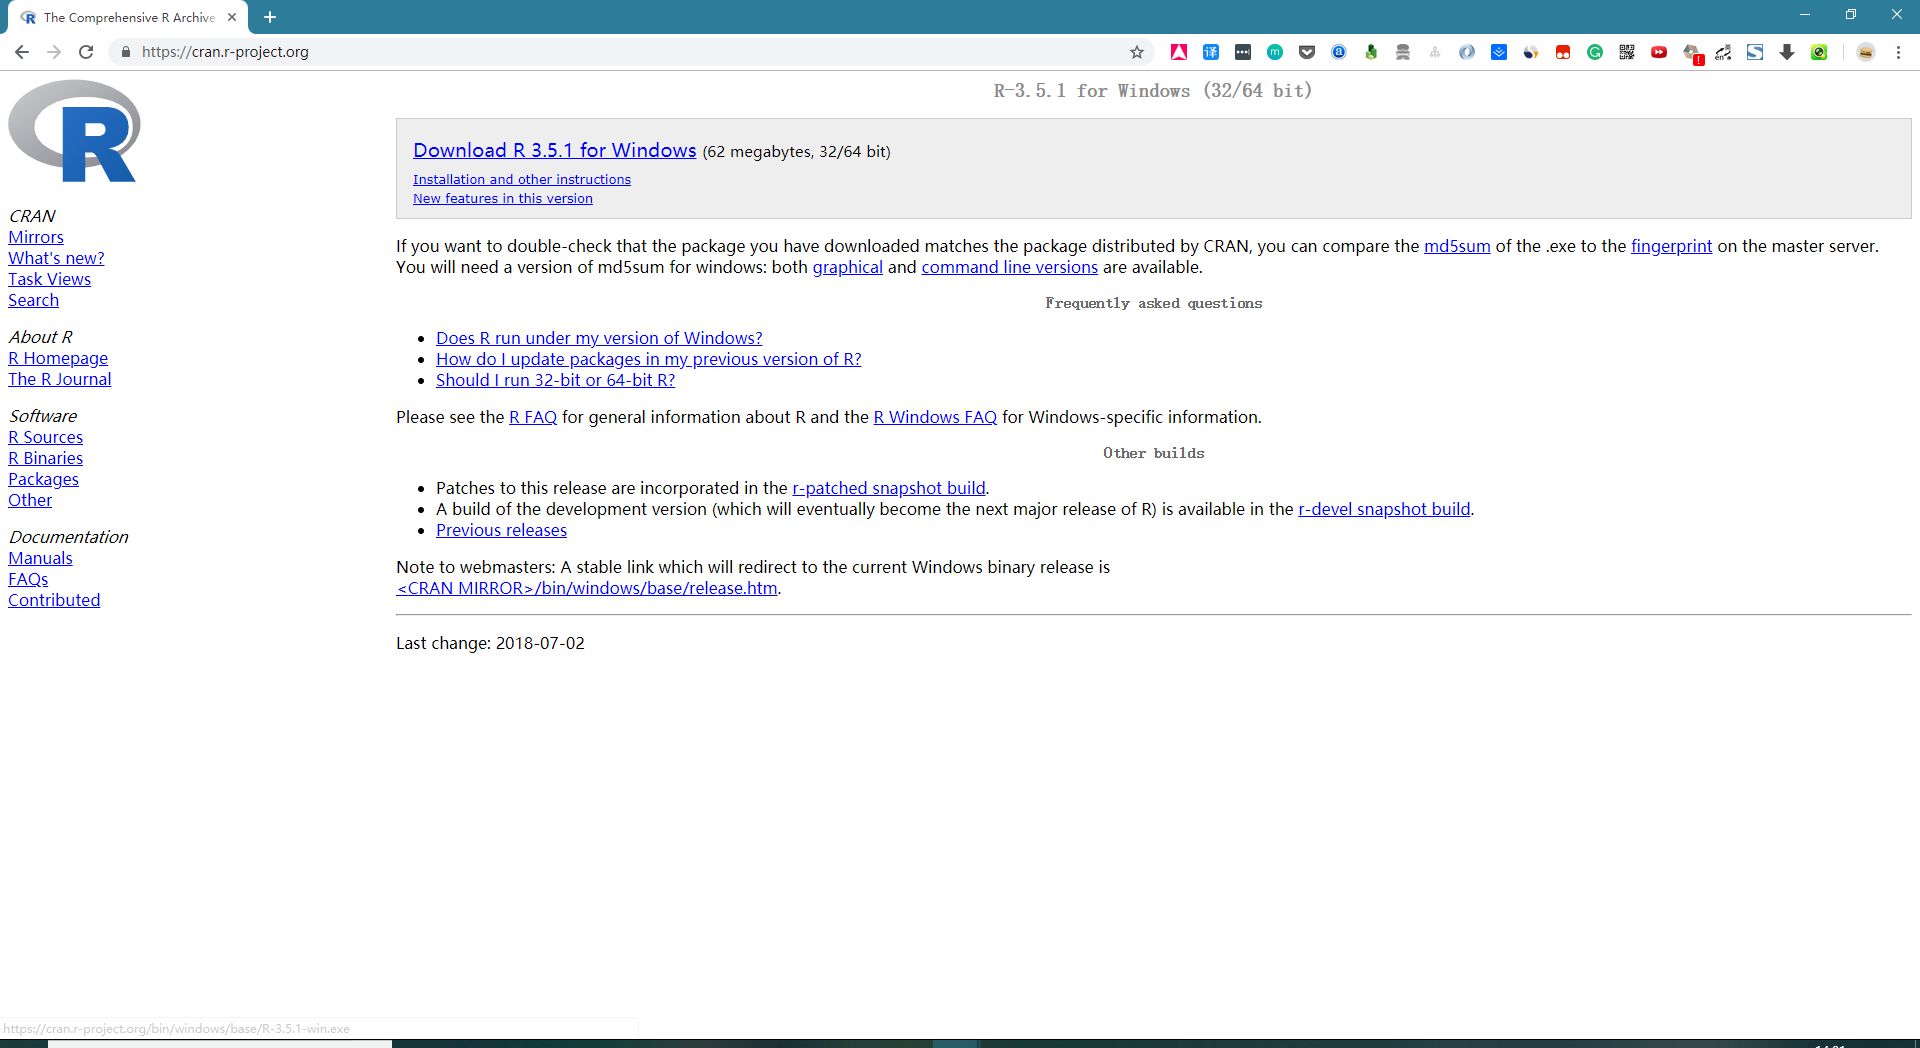 The Comprehensive R Archive
https://cran.r-project.org
R
CRAN
Mirrors
What's new?
Task Views
Search
About R
R Homepage
The R Journal
Software
R Sources
R Binaries
Packages
Other
Documentation
Manuals
FAQs
Contributed
R-3.5.1 for Windows (32/64 bit)
Download R 3.5.1 for Windows (62 megabytes, 32/64 bit)
Installation and other instructions
New features in this version
If you want to double-check that the package you have downloaded matches the package distributed by CRAN, you can compare the md5sum of the .exe to the fingerprint on the master server.
You will need a version of md5sum for windows: both graphical and command line versions are available.
Frequently asked questions
Does R run under my version of Windows?
How do I update packages in my previous version of R?
Should I run 32-bit or 64-bit R?
Please see the R FAQ for general information about R and the R Windows FAQ for Windows-specific information.
Other builds
Patches to this release are incorporated in the r-patched snapshot build.
A build of the development version (which will eventually become the next major release of R) is available in the r-devel snapshot build.
Previous releases
Note to webmasters: A stable link which will redirect to the current Windows binary release is
<CRAN MIRROR>/bin/windows/base/release.htm.
Last change: 2018-07-02
https://cran.r-project.org/bin/windows/base/R-3.5.1-win.exe